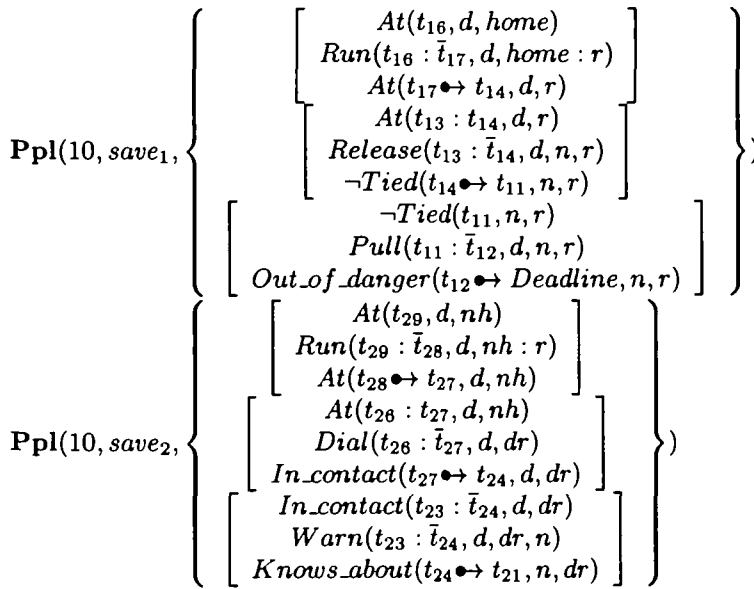 At(t₁₆, d, home)
Run(t₁₆ : t̄₁₇, d, home : r)
At(t₁₇ ●→ t₁₄, d, r)
At(t₁₃ : t₁₄, d, r)
Ppl(10, save₁, { Release(t₁₃ : t̄₁₄, d, n, r) })
¬Tied(t₁₄ ●→ t₁₁, n, r)
¬Tied(t₁₁, n, r)
Pull(t₁₁ : t̄₁₂, d, n, r)
Out_of_danger(t₁₂ ●→ Deadline, n, r)
At(t₂₉, d, nh)
Run(t₂₉ : t̄₂₈, d, nh : r)
At(t₂₈ ●→ t₂₇, d, nh)
At(t₂₆ : t₂₇, d, nh)
Ppl(10, save₂, { Dial(t₂₆ : t̄₂₇, d, dr) })
In_contact(t₂₇ ●→ t₂₄, d, dr)
In_contact(t₂₃ : t̄₂₄, d, dr)
Warn(t₂₃ : t̄₂₄, d, dr, n)
Knows_about(t₂₄ ●→ t₂₁, n, dr)